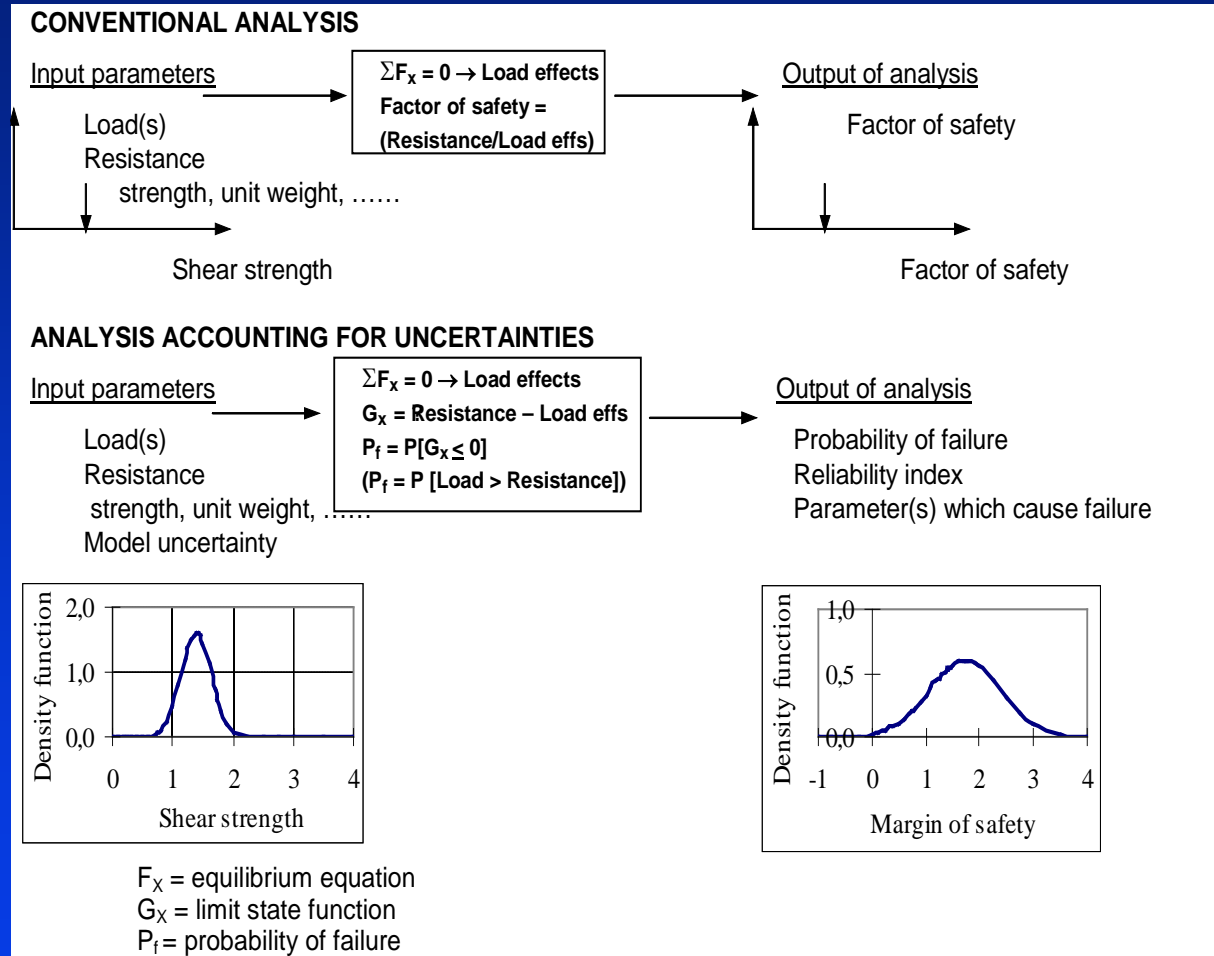 CONVENTIONAL ANALYSIS
Input parameters
Load(s)
Resistance
strength, unit weight, ……
Shear strength
ΣFx = 0 → Load effects
Factor of safety =
(Resistance/Load effs)
Output of analysis
Factor of safety
Factor of safety
ANALYSIS ACCOUNTING FOR UNCERTAINTIES
Input parameters
Load(s)
Resistance
strength, unit weight, ……
Model uncertainty
ΣFx = 0 → Load effects
Gx = Resistance – Load effs
Pf = P[Gx ≤ 0]
(Pf = P [Load > Resistance])
Output of analysis
Probability of failure
Reliability index
Parameter(s) which cause failure
Density function
2,0
1,0
0,0
0 1 2 3 4
Shear strength
Density function
1,0
0,5
0,0
-1 0 1 2 3 4
Margin of safety
FX = equilibrium equation
GX = limit state function
Pf = probability of failure